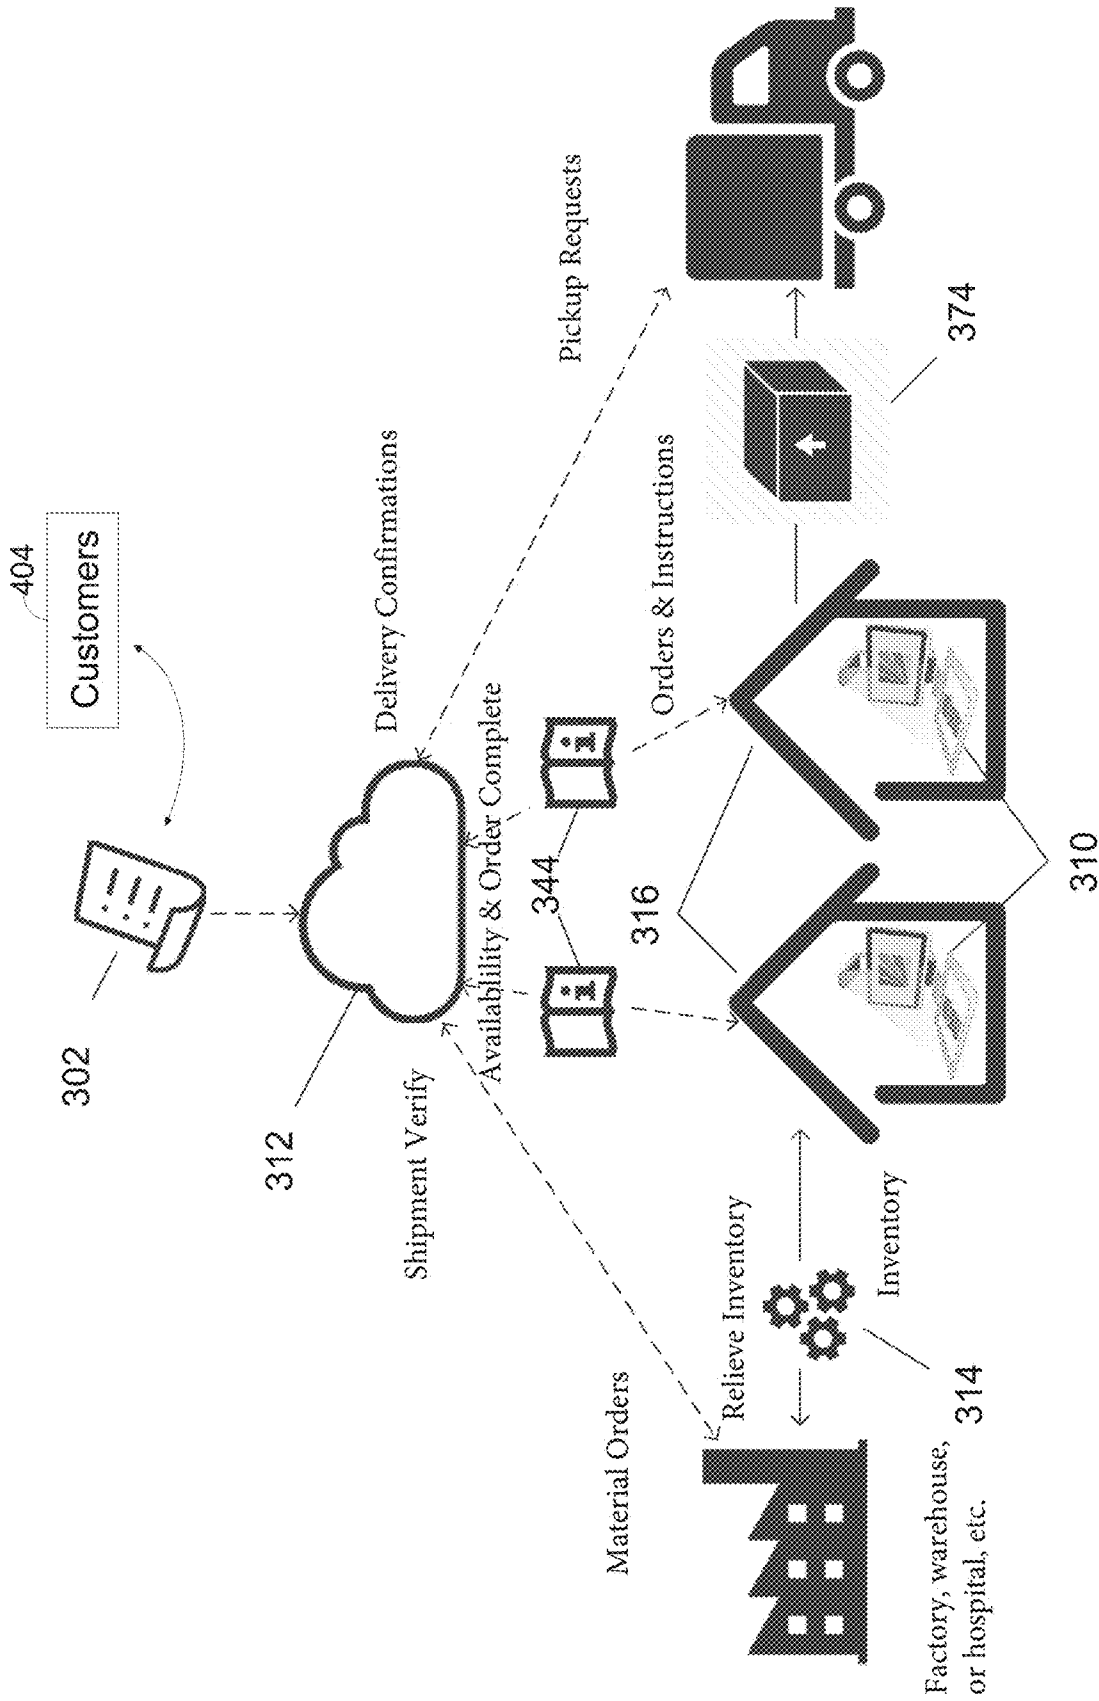 404
Customers
302
312
Delivery Confirmations
Shipment Verify
Availablility & Order Complete
Pickup Requests
344
Material Orders
316
Orders & Instructions
Relieve Inventory
Inventory
314
374
310
Factory, warehouse,
or hospital, etc.